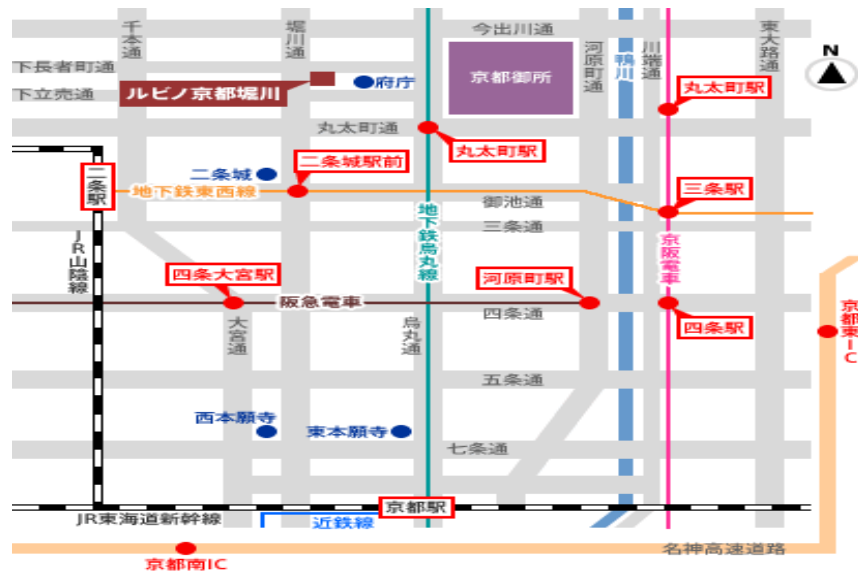 千本通
堀川通
今出川通
河原町通
鴨川
川端通
東大路通
N
下長者町通
下立売通
ルビノ京都堀川
府庁
京都御所
丸太町通
丸太町駅
丸太町駅
二条駅
二条城
二条城駅前
地下鉄東西線
御池通
三条駅
地下鉄烏丸線
三条通
JR山陰線
京阪電車
四条大宮駅
河原町駅
阪急電車
四条通
四条駅
京都東IC
大宮通
烏丸通
五条通
西本願寺
東本願寺
七条通
京都駅
JR東海道新幹線
近鉄線
名神高速道路
京都南IC